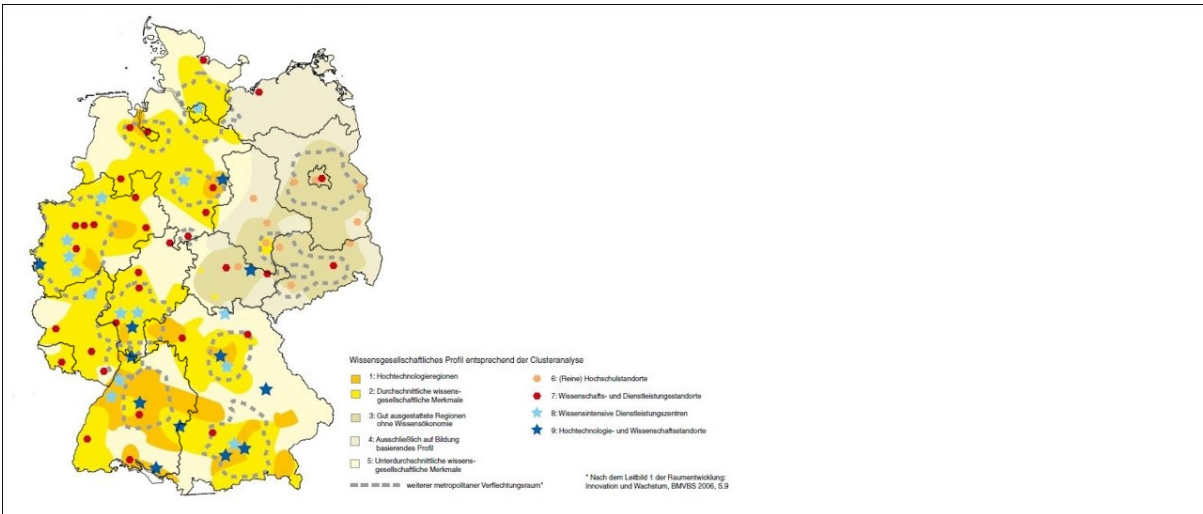 Wissensgesellschaftliches Profil entsprechend der Clusteranalyse
1: Hochtechnologieregionen
2: Durchschnittliche wissens-
gesellschaftliche Merkmale
3: Gut ausgestattete Regionen
ohne Wissensökonomie
4: Ausschließlich auf Bildung
basierendes Profil
5: Unterdurchschnittliche wissens-
gesellschaftliche Merkmale
weiterer metropolitaner Verflechtungsraum*
6: (Reine) Hochschulstandorte
7: Wissenschafts- und Dienstleistungsstandorte
8: Wissensintensive Dienstleistungszentren
9: Hochtechnologie- und Wissenschaftsstandorte
* Nach dem Leitbild 1 der Raumentwicklung:
Innovation und Wachstum, BMVBS 2006, S.9